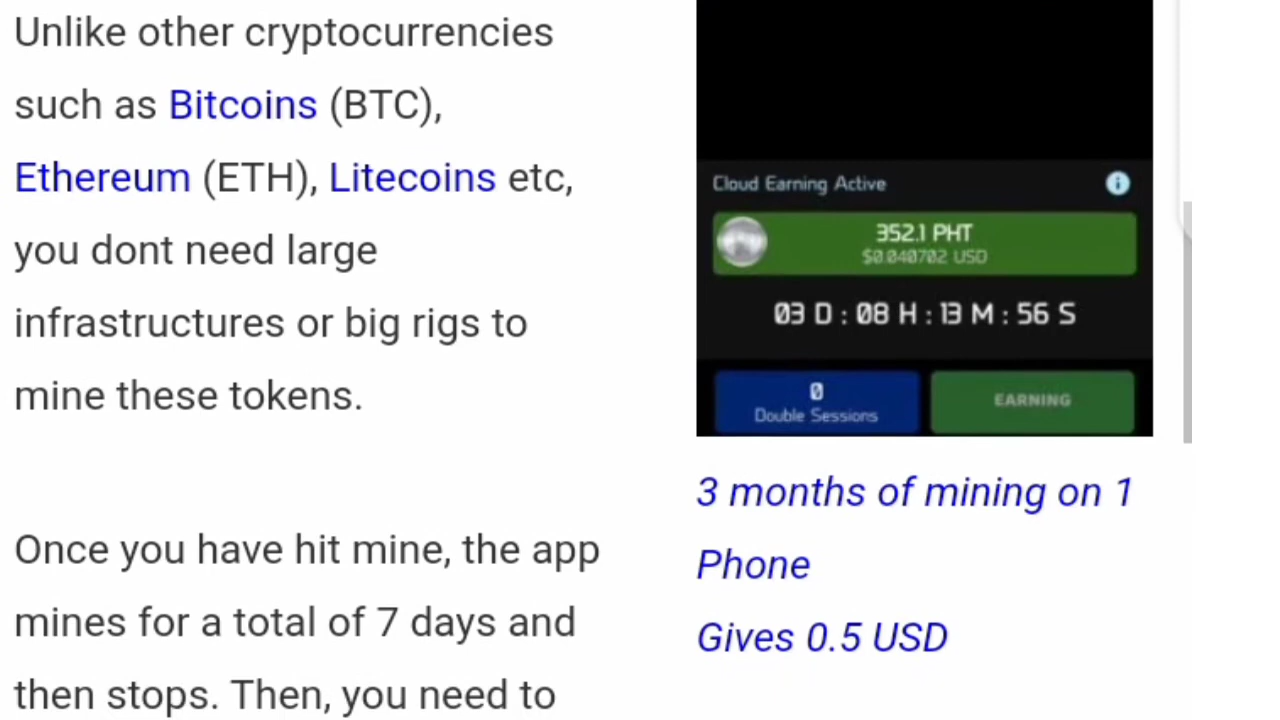 Unlike other cryptocurrencies
such as Bitcoins (BTC),
Ethereum (ETH), Litecoins etc,
you dont need large
infrastructures or big rigs to
mine these tokens.
Once you have hit mine, the app
mines for a total of 7 days and
then stops. Then, you need to
Cloud Earning Active
352.1 PHT
$0.040702 USD
03 D : 08 H : 13 M : 56 S
0
Double Sessions
EARNING
3 months of mining on 1
Phone
Gives 0.5 USD